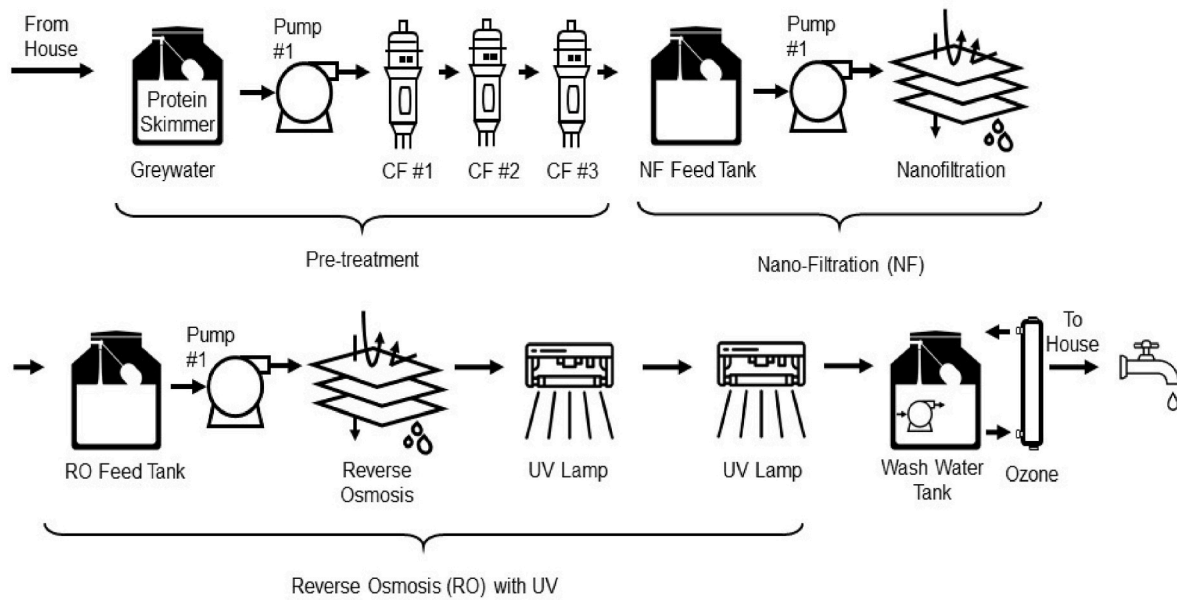 From
House
Protein
Skimmer
Greywater
Pump
#1
CF #1
CF #2
CF #3
NF Feed Tank
Pump
#1
Nanofiltration
Pre-treatment
Nano-Filtration (NF)
RO Feed Tank
Pump
#1
Reverse
Osmosis
UV Lamp
UV Lamp
Wash Water
Tank
Ozone
To
House
Reverse Osmosis (RO) with UV